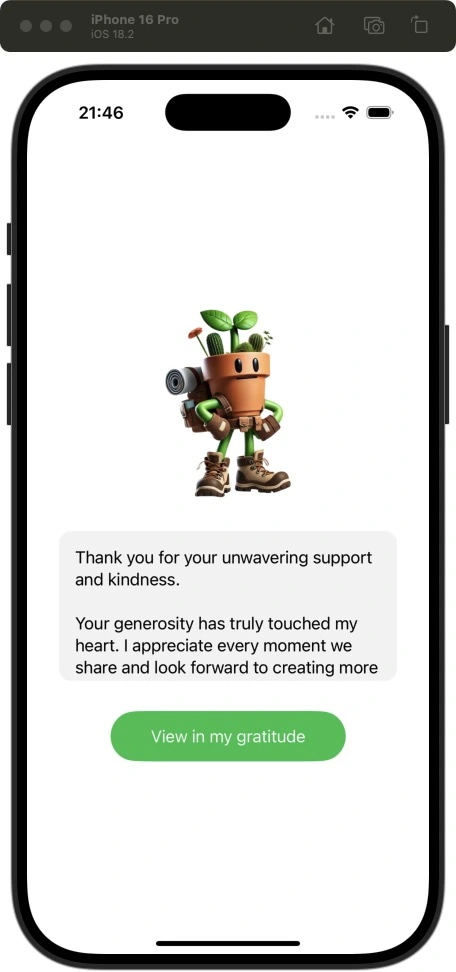 iPhone 16 Pro
iOS 18.2
21:46
Thank you for your unwavering support
and kindness.
Your generosity has truly touched my
heart. I appreciate every moment we
share and look forward to creating more
View in my gratitude